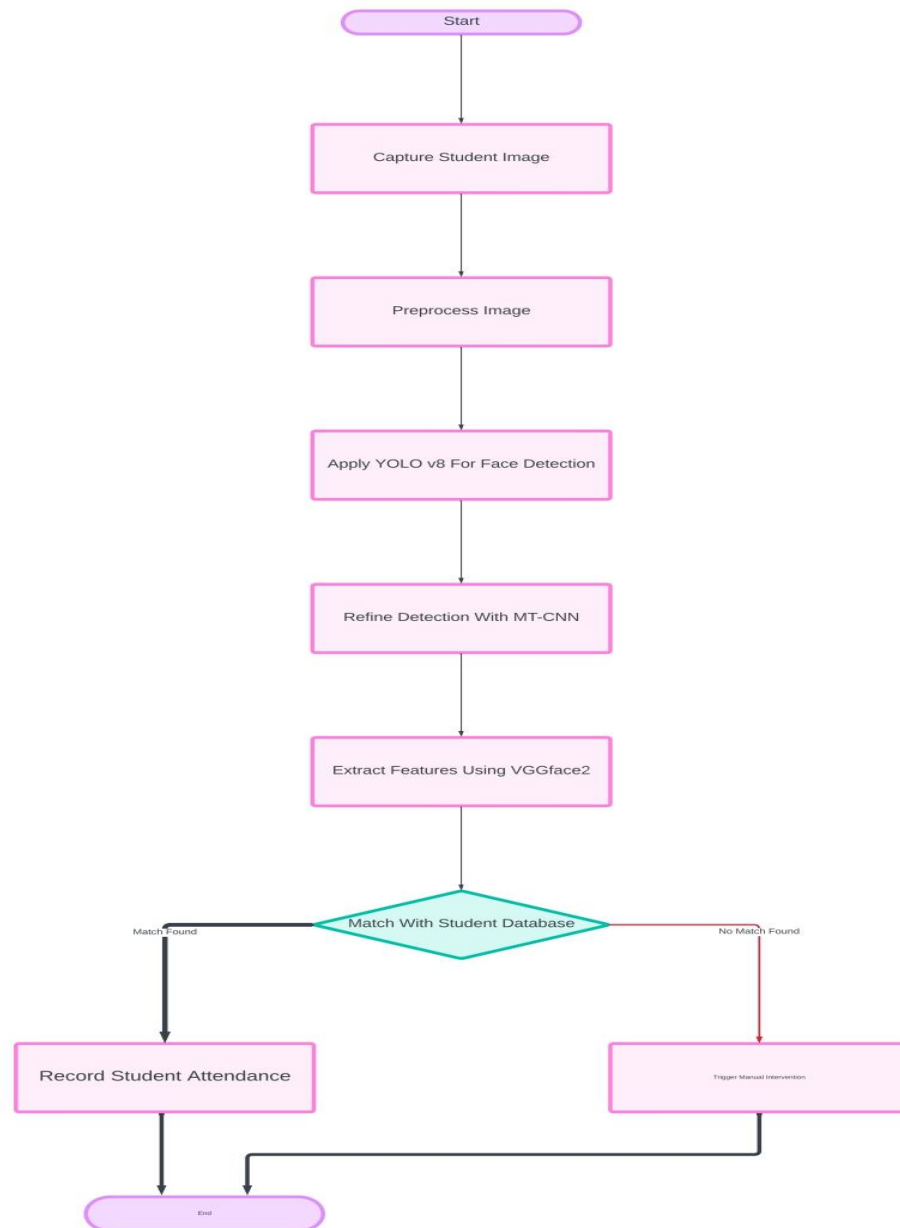 Start
Capture Student Image
Preprocess Image
Apply YOLO v8 For Face Detection
Refine Detection With MT-CNN
Extract Features Using VGGface2
Match With Student Database
Match Found
No Match Found
Record Student Attendance
Trigger Manual Intervention
End